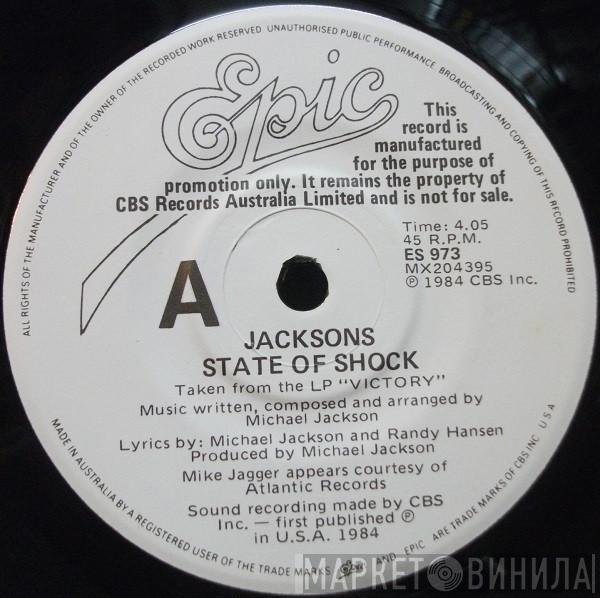 ALL RIGHTS OF THE MANUFACTURER AND OF THE OWNER OF THE RECORDED WORK RESERVED UNAUTHORISED PUBLIC PERFORMANCE BROADCASTING AND COPYING OF THIS RECORD PROHIBITED
Epic
This
record is
manufactured
for the purpose of
promotion only. It remains the property of
CBS Records Australia Limited and is not for sale.
Time: 4.05
45 R.P.M.
ES 973
MX204395
℗ 1984 CBS Inc.
A
JACKSONS
STATE OF SHOCK
Taken from the LP "VICTORY"
Music written, composed and arranged by
Michael Jackson
Lyrics by: Michael Jackson and Randy Hansen
Produced by Michael Jackson
Mike Jagger appears courtesy of
Atlantic Records
Sound recording made by CBS
Inc. — first published ℗
in U.S.A. 1984
MADE IN AUSTRALIA BY A REGISTERED USER OF THE TRADE MARKS Epic AND EPIC ARE TRADE MARKS OF CBS INC USA
МАРКЕТ ВИНИЛА